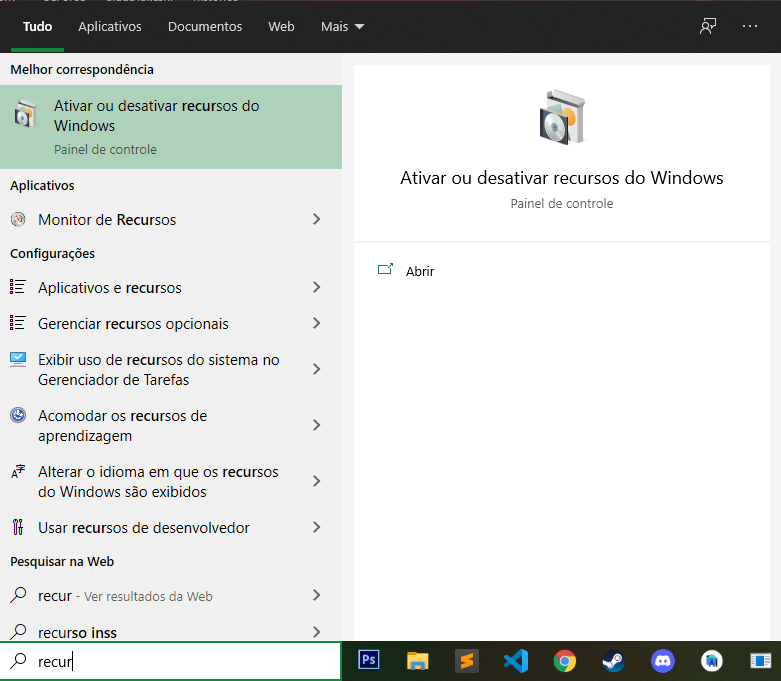 Tudo
Aplicativos
Documentos
Web
Mais
Melhor correspondência
Ativar ou desativar recursos do
Windows
Painel de controle
Aplicativos
Monitor de Recursos
Configurações
Aplicativos e recursos
Gerenciar recursos opcionais
Exibir uso de recursos do sistema no
Gerenciador de Tarefas
Acomodar os recursos de
aprendizagem
Alterar o idioma em que os recursos
do Windows são exibidos
Usar recursos de desenvolvedor
Pesquisar na Web
recur - Ver resultados da Web
recurso inss
recur
Ativar ou desativar recursos do Windows
Painel de controle
Abrir
Ps